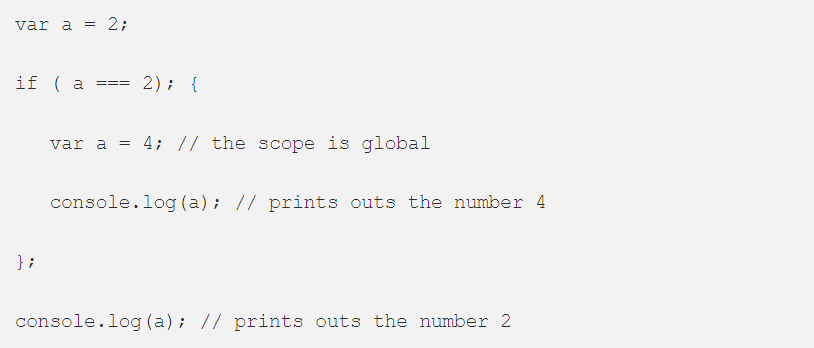 var a = 2;
if ( a === 2); {
var a = 4; // the scope is global
console.log(a); // prints outs the number 4
};
console.log(a); // prints outs the number 2